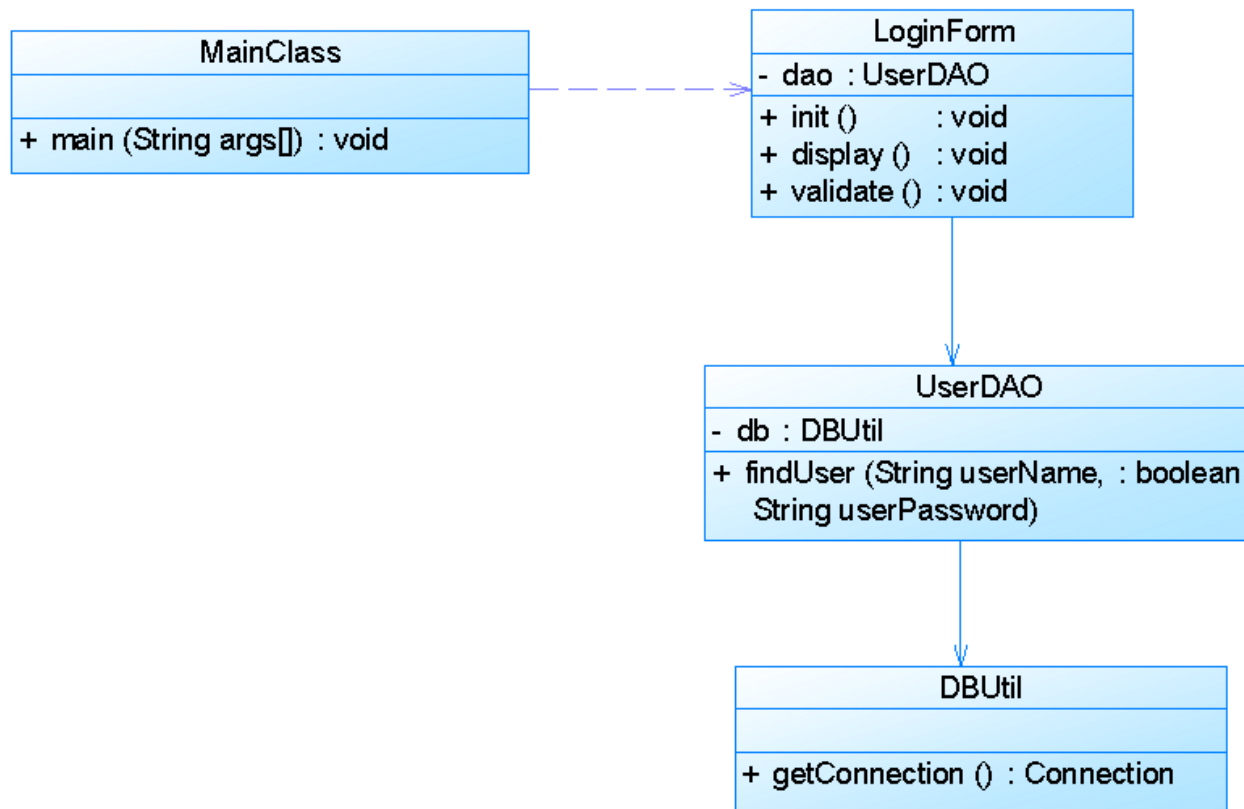 MainClass
+ main (String args[]) : void
LoginForm
- dao : UserDAO
+ init () : void
+ display () : void
+ validate () : void
UserDAO
- db : DBUtil
+ findUser (String userName, : boolean
String userPassword)
DBUtil
+ getConnection () : Connection